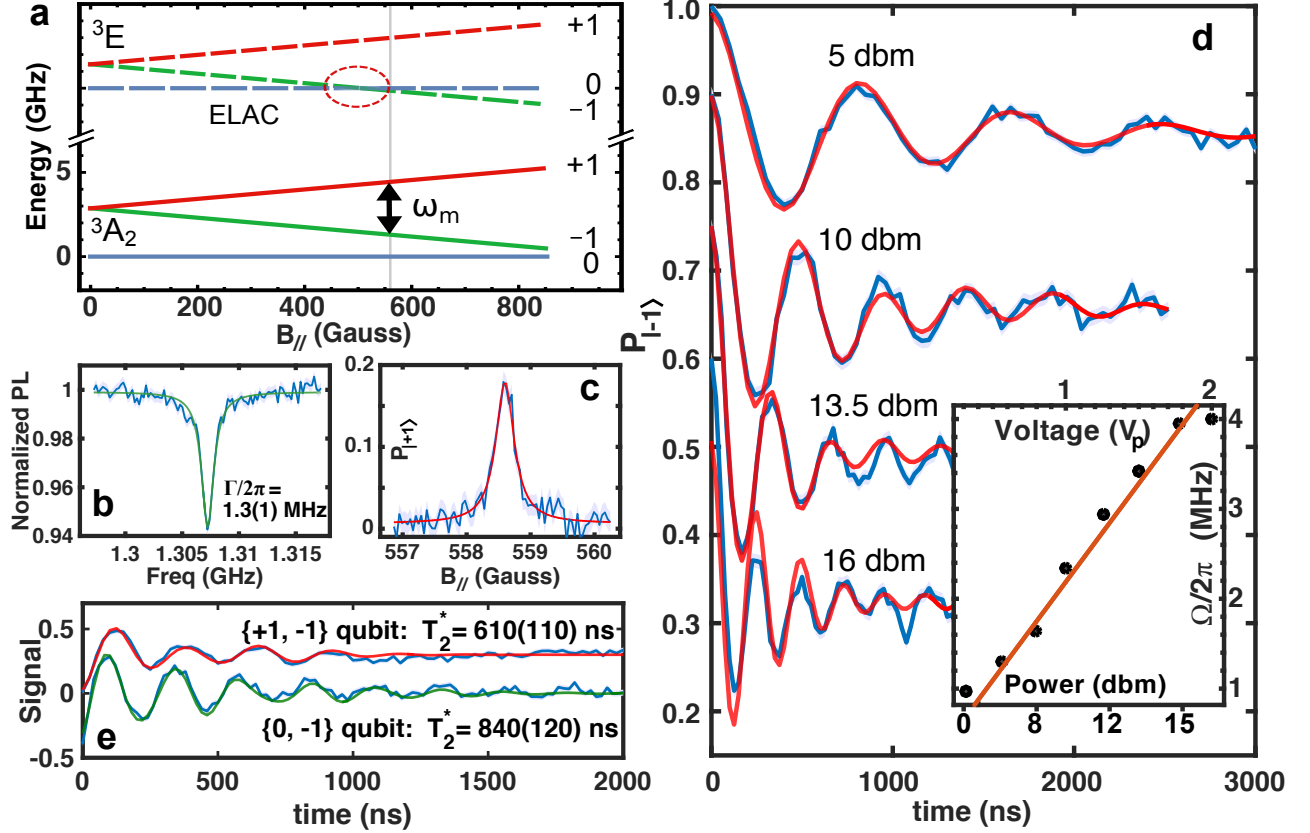 a
³E
+1
0
−1
ELAC
Energy (GHz)
5
0
³A₂
+1
−1
0
ωₘ
0 200 400 600 800
B// (Gauss)
b
Normalized PL
1
0.98
0.96
0.94
Γ/2π =
1.3(1) MHz
1.3 1.305 1.31 1.315
Freq (GHz)
c
P|+1⟩
0.2
0.1
0
557 558 559 560
B// (Gauss)
d
P|-1⟩
1.0
0.9
0.8
0.7
0.6
0.5
0.4
0.3
0.2
5 dbm
10 dbm
13.5 dbm
16 dbm
0 1000 2000 3000
time (ns)
1 2
Voltage (Vₚ)
4
3
2
1
Ω/2π (MHz)
Power (dbm)
0 8 12 15
e
Signal
0.5
0
-0.5
{+1, -1} qubit: T₂*= 610(110) ns
{0, -1} qubit: T₂*= 840(120) ns
0 500 1000 1500 2000
time (ns)